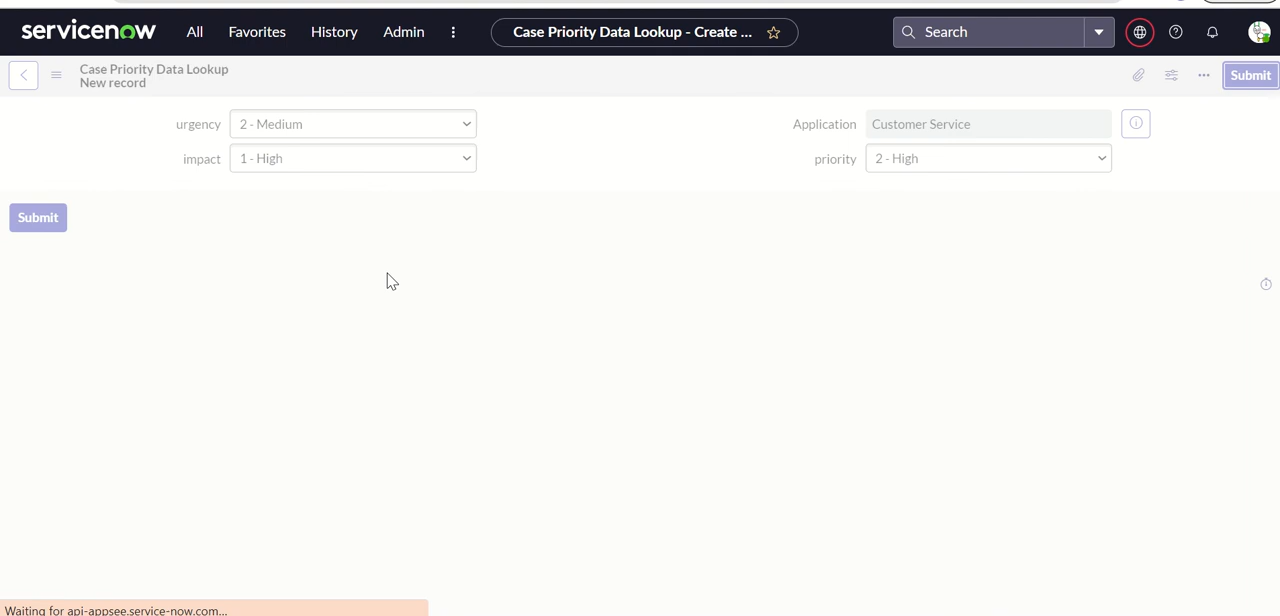 servicenow All Favorites History Admin Case Priority Data Lookup - Create ... Search
Case Priority Data Lookup
New record
Submit
urgency 2 - Medium Application Customer Service
impact 1 - High priority 2 - High
Submit
Waiting for api-appsee.service-now.com...